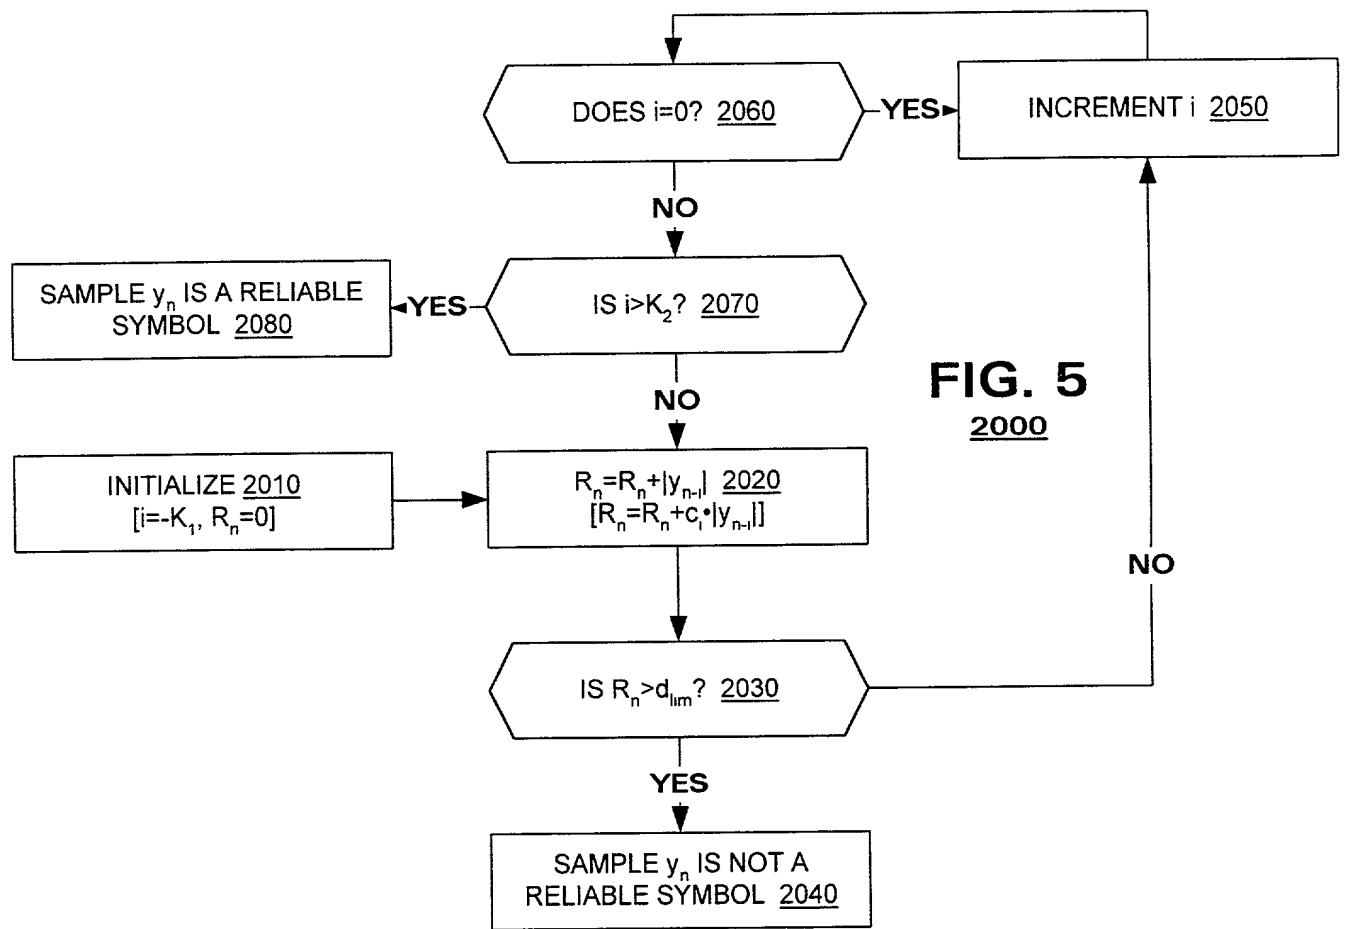 DOES i=0? 2060
YES
INCREMENT i 2050
NO
SAMPLE yₙ IS A RELIABLE
SYMBOL 2080
YES
IS i>K₂? 2070
NO
FIG. 5
2000
INITIALIZE 2010
[i=-K₁, Rₙ=0]
Rₙ=Rₙ+|yₙ₋ᵢ| 2020
[Rₙ=Rₙ+cᵢ•|yₙ₋ᵢ|]
NO
IS Rₙ>d_lim? 2030
YES
SAMPLE yₙ IS NOT A
RELIABLE SYMBOL 2040